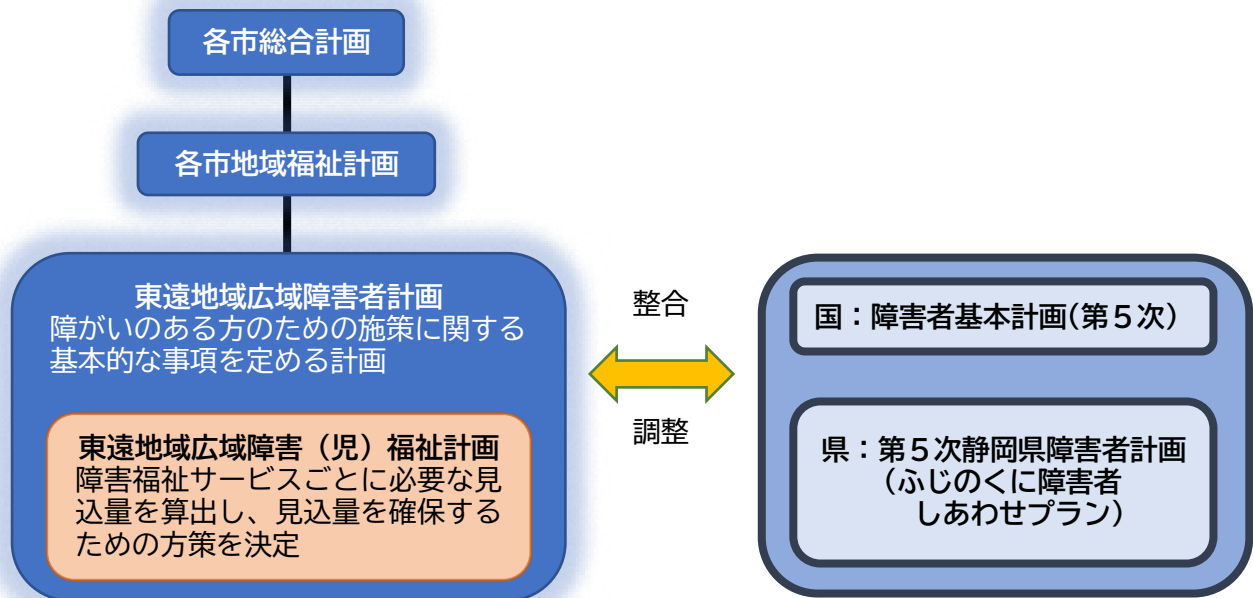 各市総合計画
各市地域福祉計画
東遠地域広域障害者計画
障がいのある方のための施策に関する
基本的な事項を定める計画
東遠地域広域障害（児）福祉計画
障害福祉サービスごとに必要な見
込量を算出し、見込量を確保する
ための方策を決定
整合
調整
国：障害者基本計画(第５次）
県：第５次静岡県障害者計画
（ふじのくに障害者
しあわせプラン）